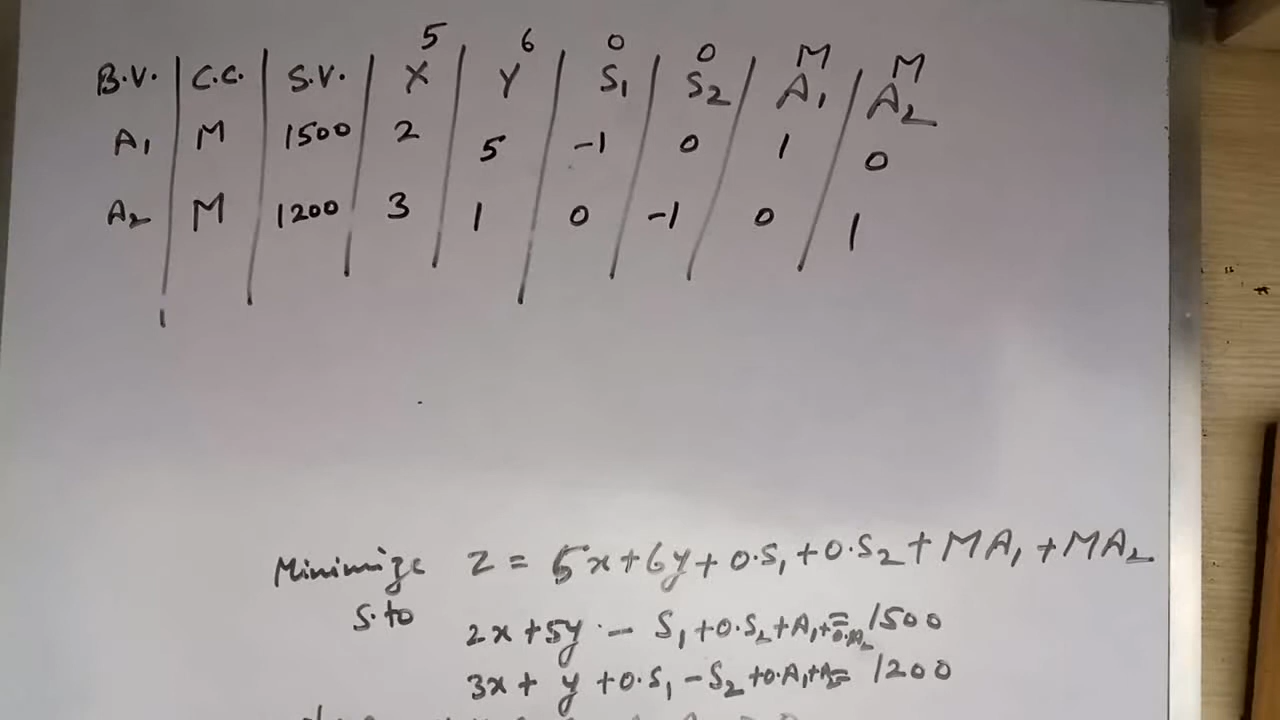 5 6 0 0 M M
B.V. C.C. S.V. X Y S1 S2 A1 A2
A1 M 1500 2 5 -1 0 1 0
A2 M 1200 3 1 0 -1 0 1
Minimize Z = 5x + 6y + 0.S1 + 0.S2 + MA1 + MA2
S.to
2x + 5y - S1 + 0.S2 + A1 + 0.A2 = 1500
3x + y + 0.S1 - S2 + 0.A1 + A2 = 1200